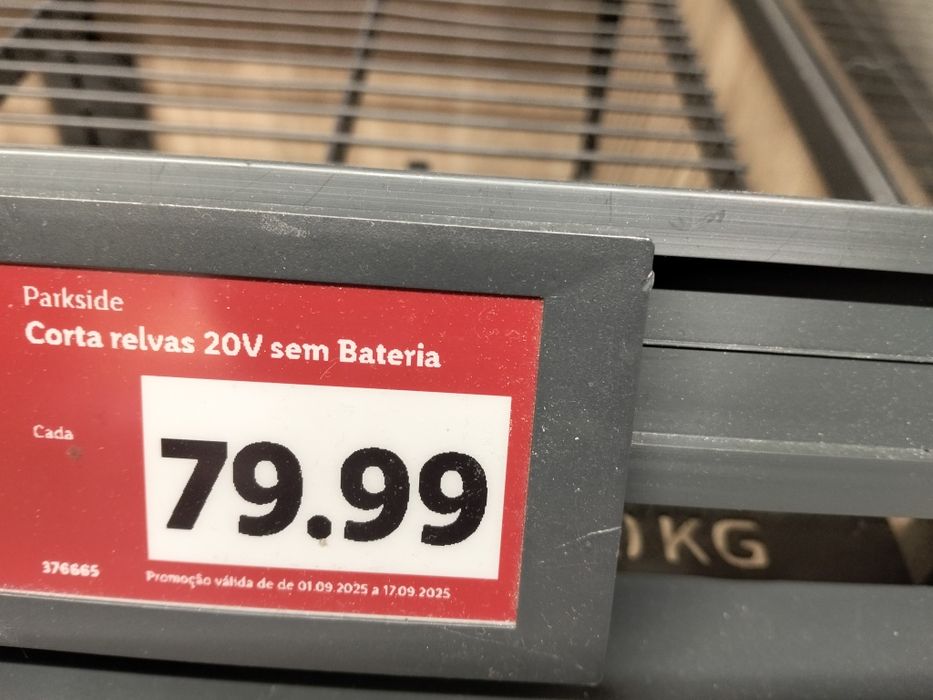 Parkside
Corta relvas 20V sem Bateria
Cada
79.99
376665
Promoção válida de de 01.09.2025 a 17.09.2025
KG